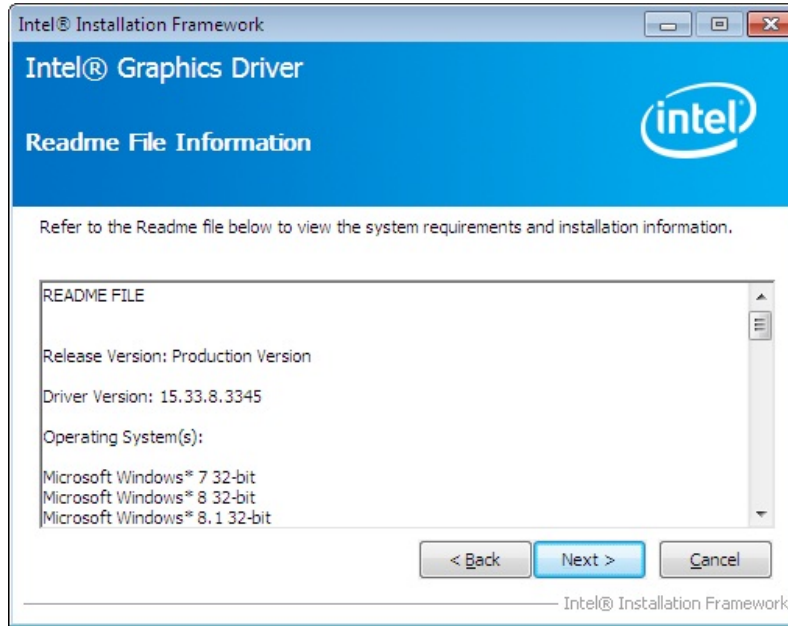 Intel® Installation Framework
Intel® Graphics Driver
intel
Readme File Information
Refer to the Readme file below to view the system requirements and installation information.
README FILE
Release Version: Production Version
Driver Version: 15.33.8.3345
Operating System(s):
Microsoft Windows* 7 32-bit
Microsoft Windows* 8 32-bit
Microsoft Windows* 8.1 32-bit
< Back Next > Cancel
Intel® Installation Framework